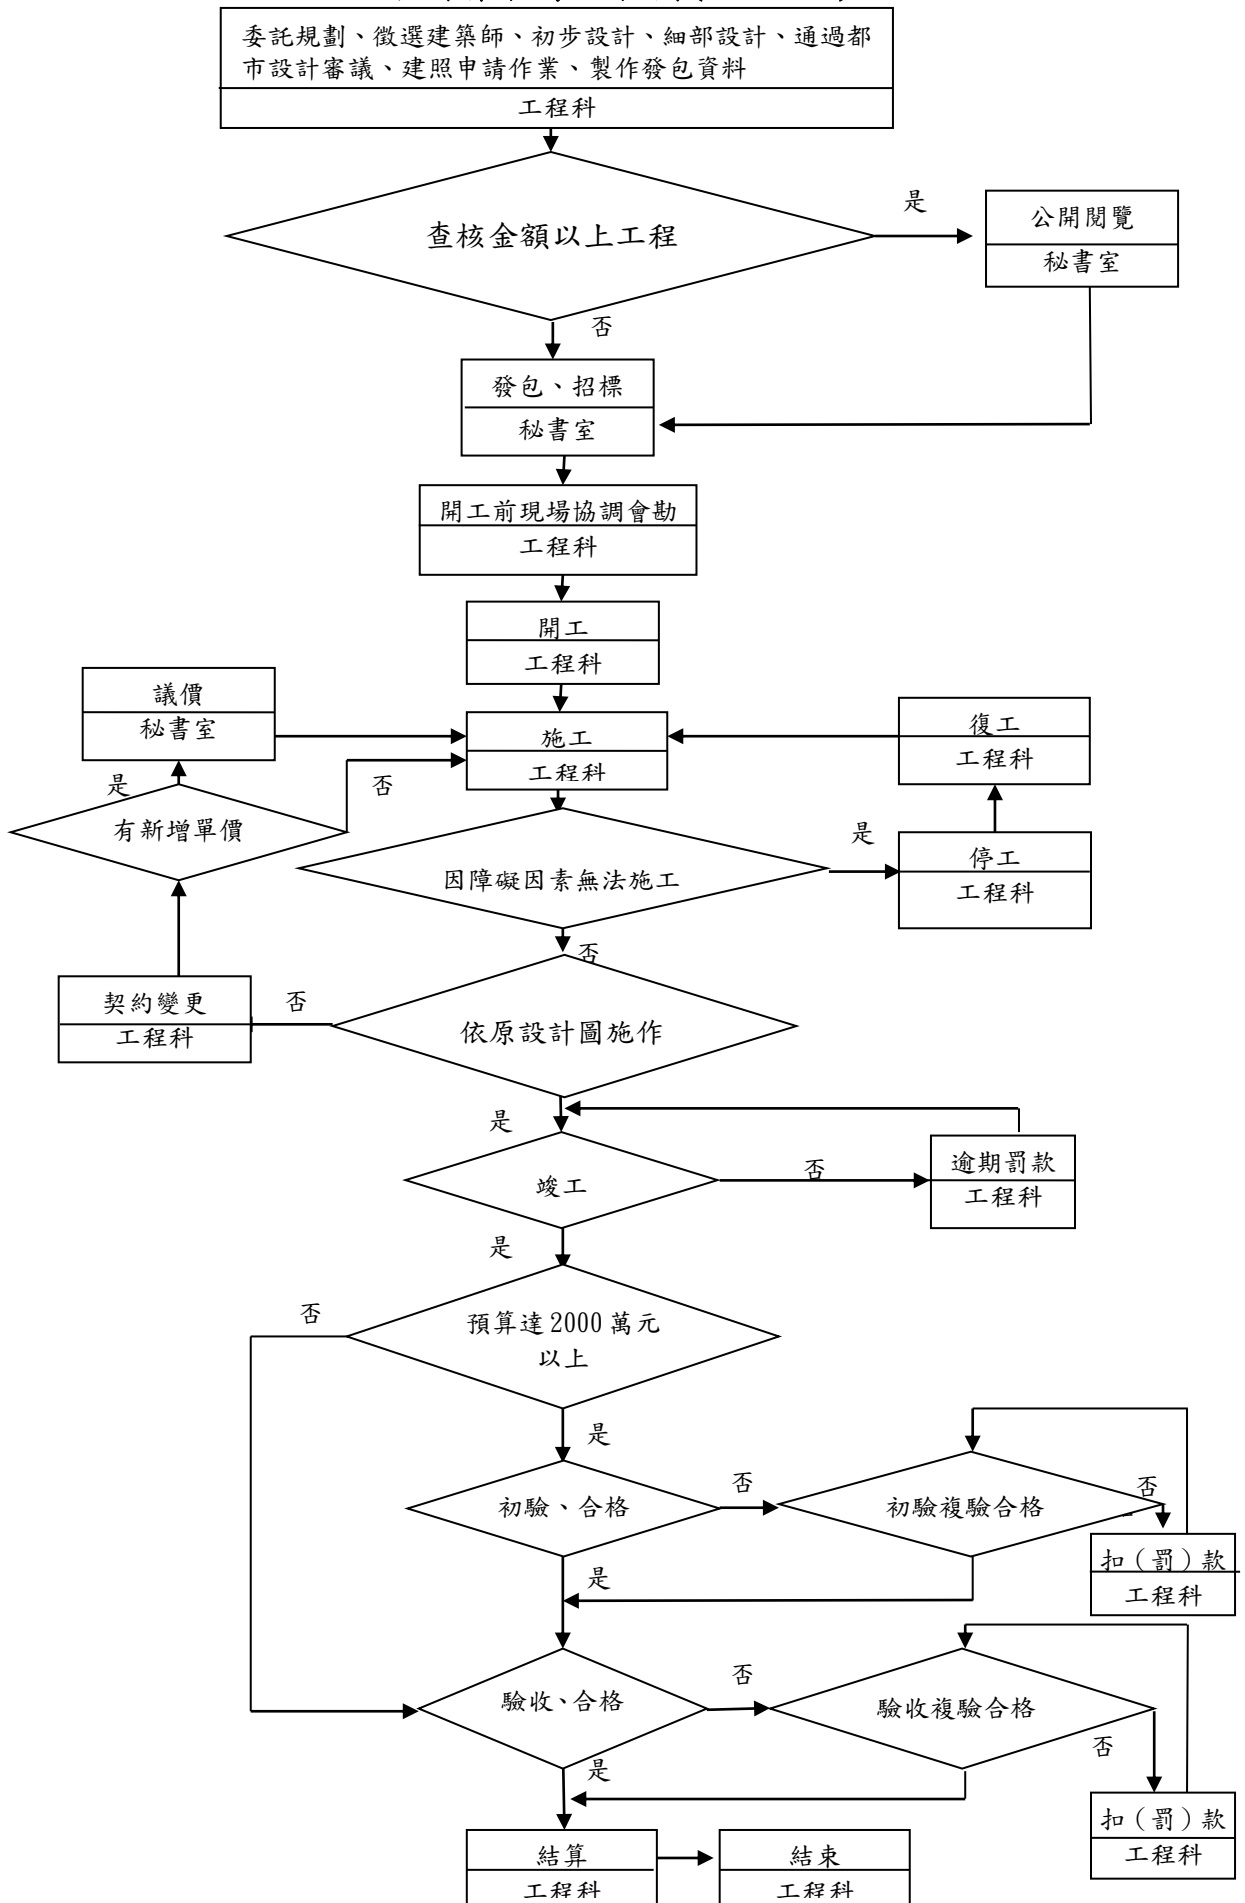 委託規劃、徵選建築師、初步設計、細部設計、通過都
市設計審議、建照申請作業、製作發包資料
工程科
查核金額以上工程
是
公開閱覽
秘書室
否
發包、招標
秘書室
開工前現場協調會勘
工程科
開工
工程科
議價
秘書室
施工
工程科
復工
工程科
是
否
有新增單價
因障礙因素無法施工
是
停工
工程科
否
契約變更
工程科
否
依原設計圖施作
是
竣工
否
逾期罰款
工程科
是
否
預算達2000萬元
以上
是
初驗、合格
否
初驗複驗合格
否
扣（罰）款
工程科
是
驗收、合格
否
驗收複驗合格
否
扣（罰）款
工程科
是
結算
工程科
結束
工程科